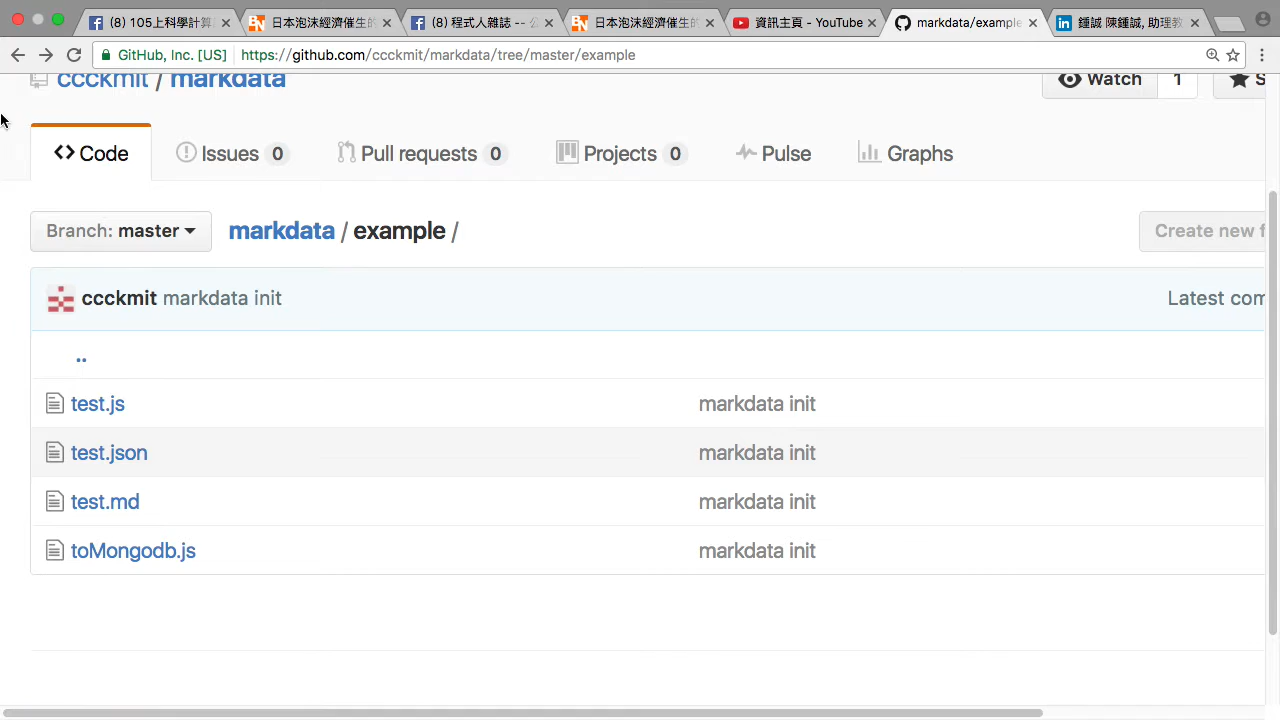 (8) 105上科學計算
日本泡沫經濟催生的
(8) 程式人雜誌 -- 公
日本泡沫經濟催生的
資訊主頁 - YouTube
markdata/example
鍾誠 陳鍾誠, 助理教
GitHub, Inc. [US]
https://github.com/ccckmit/markdata/tree/master/example
ccckmit / markdata
Watch 1
S
Code
Issues 0
Pull requests 0
Projects 0
Pulse
Graphs
Branch: master
markdata / example /
Create new f
ccckmit markdata init
Latest com
..
test.js markdata init
test.json markdata init
test.md markdata init
toMongodb.js markdata init